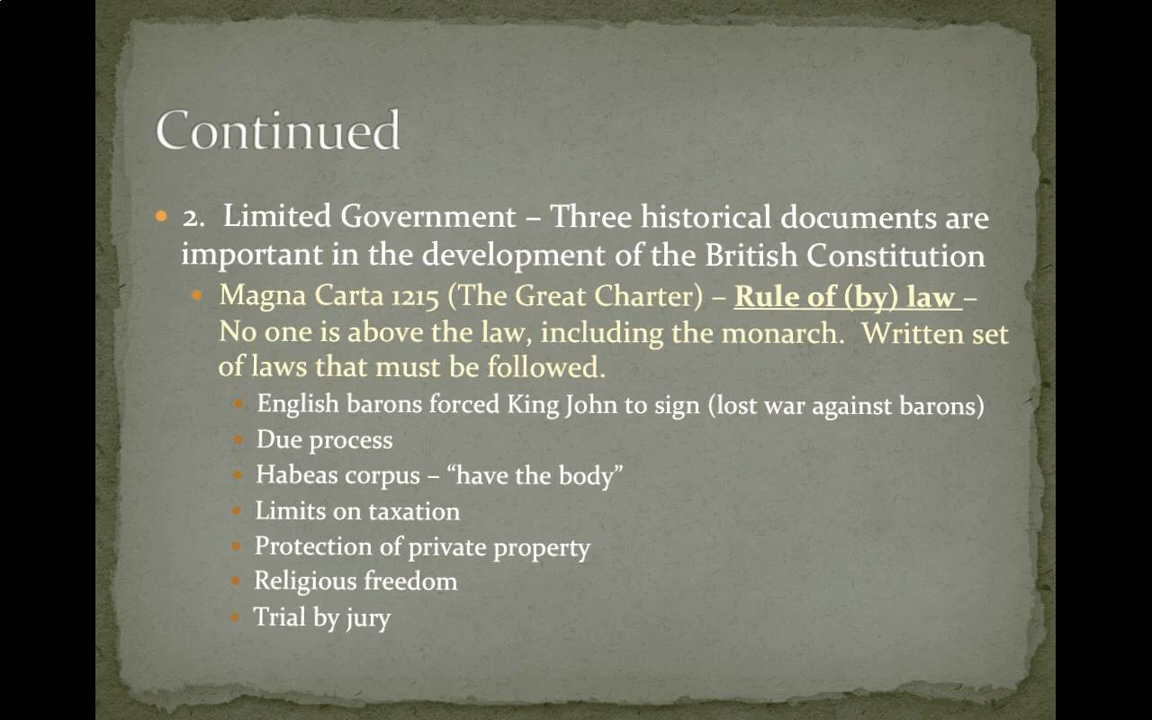 Continued
2. Limited Government – Three historical documents are
important in the development of the British Constitution
Magna Carta 1215 (The Great Charter) – Rule of (by) law –
No one is above the law, including the monarch. Written set
of laws that must be followed.
English barons forced King John to sign (lost war against barons)
Due process
Habeas corpus – “have the body”
Limits on taxation
Protection of private property
Religious freedom
Trial by jury